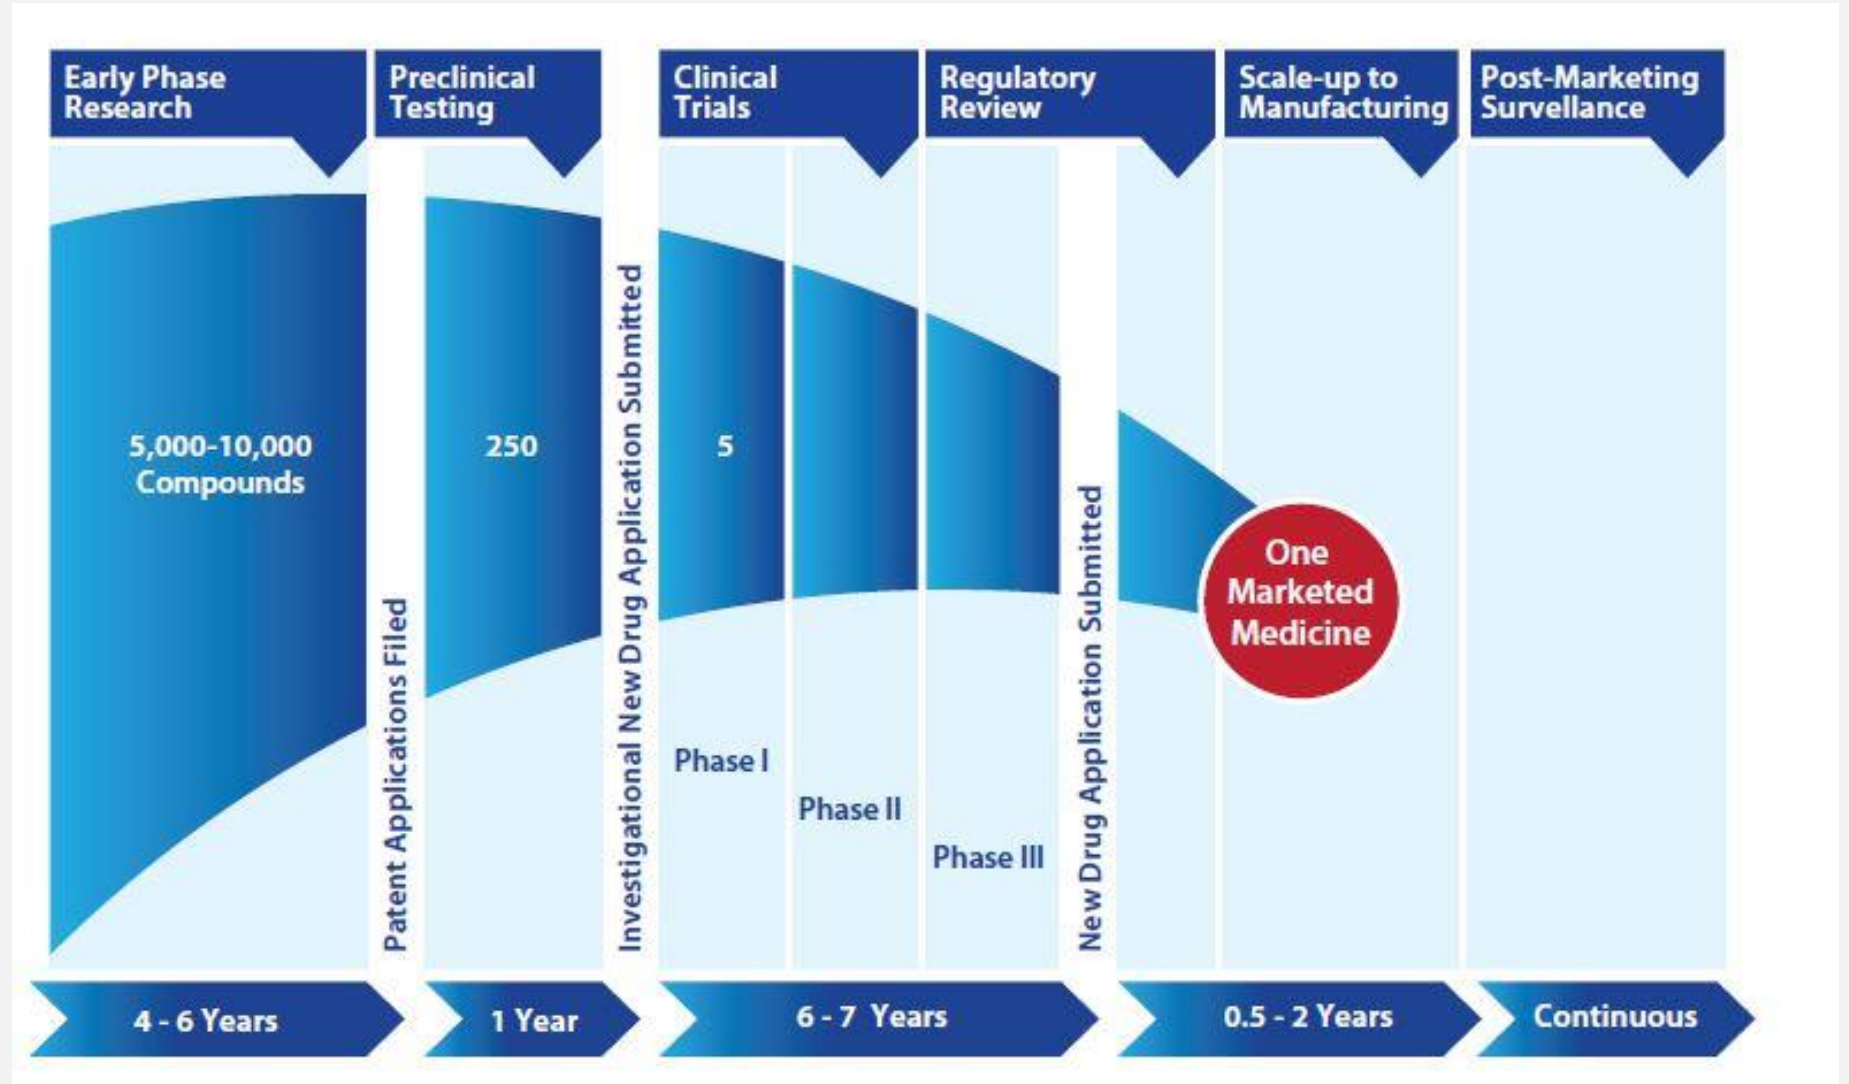 Early Phase
Research
Preclinical
Testing
Clinical
Trials
Regulatory
Review
Scale-up to
Manufacturing
Post-Marketing
Survellance
5,000-10,000
Compounds
Patent Applications Filed
250
Investigational New Drug Application Submitted
5
Phase I
Phase II
Phase III
New Drug Application Submitted
One
Marketed
Medicine
4 - 6 Years
1 Year
6 - 7 Years
0.5 - 2 Years
Continuous